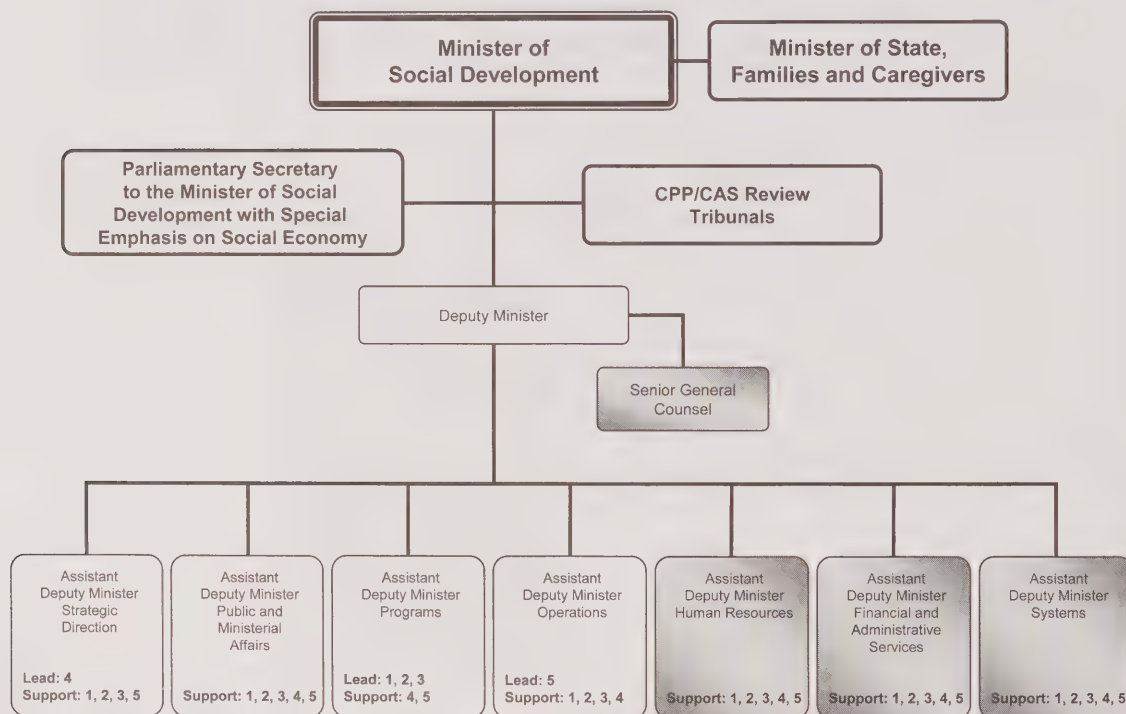 Minister of
Social Development
Minister of State,
Families and Caregivers
Parliamentary Secretary
to the Minister of Social
Development with Special
Emphasis on Social Economy
CPP/CAS Review
Tribunals
Deputy Minister
Senior General
Counsel
Assistant
Deputy Minister
Strategic
Direction
Lead: 4
Support: 1, 2, 3, 5
Assistant
Deputy Minister
Public and
Ministerial
Affairs
Support: 1, 2, 3, 4, 5
Assistant
Deputy Minister
Programs
Lead: 1, 2, 3
Support: 4, 5
Assistant
Deputy Minister
Operations
Lead: 5
Support: 1, 2, 3, 4
Assistant
Deputy Minister
Human Resources
Support: 1, 2, 3, 4, 5
Assistant
Deputy Minister
Financial and
Administrative
Services
Support: 1, 2, 3, 4, 5
Assistant
Deputy Minister
Systems
Support: 1, 2, 3, 4, 5